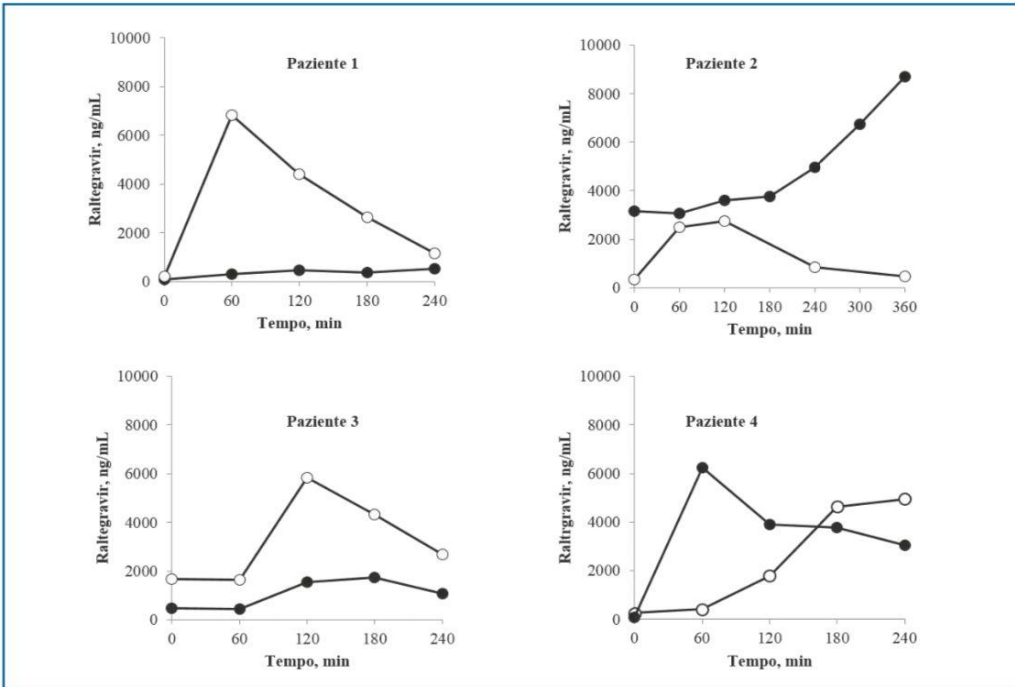 Paziente 1
Raltegravir, ng/mL
10000
8000
6000
4000
2000
0
0 60 120 180 240
Tempo, min
Paziente 2
Raltegravir, ng/mL
10000
8000
6000
4000
2000
0
0 60 120 180 240 300 360
Tempo, min
Paziente 3
Raltegravir, ng/mL
10000
8000
6000
4000
2000
0
0 60 120 180 240
Tempo, min
Paziente 4
Raltrgravir, ng/mL
10000
8000
6000
4000
2000
0
0 60 120 180 240
Tempo, min